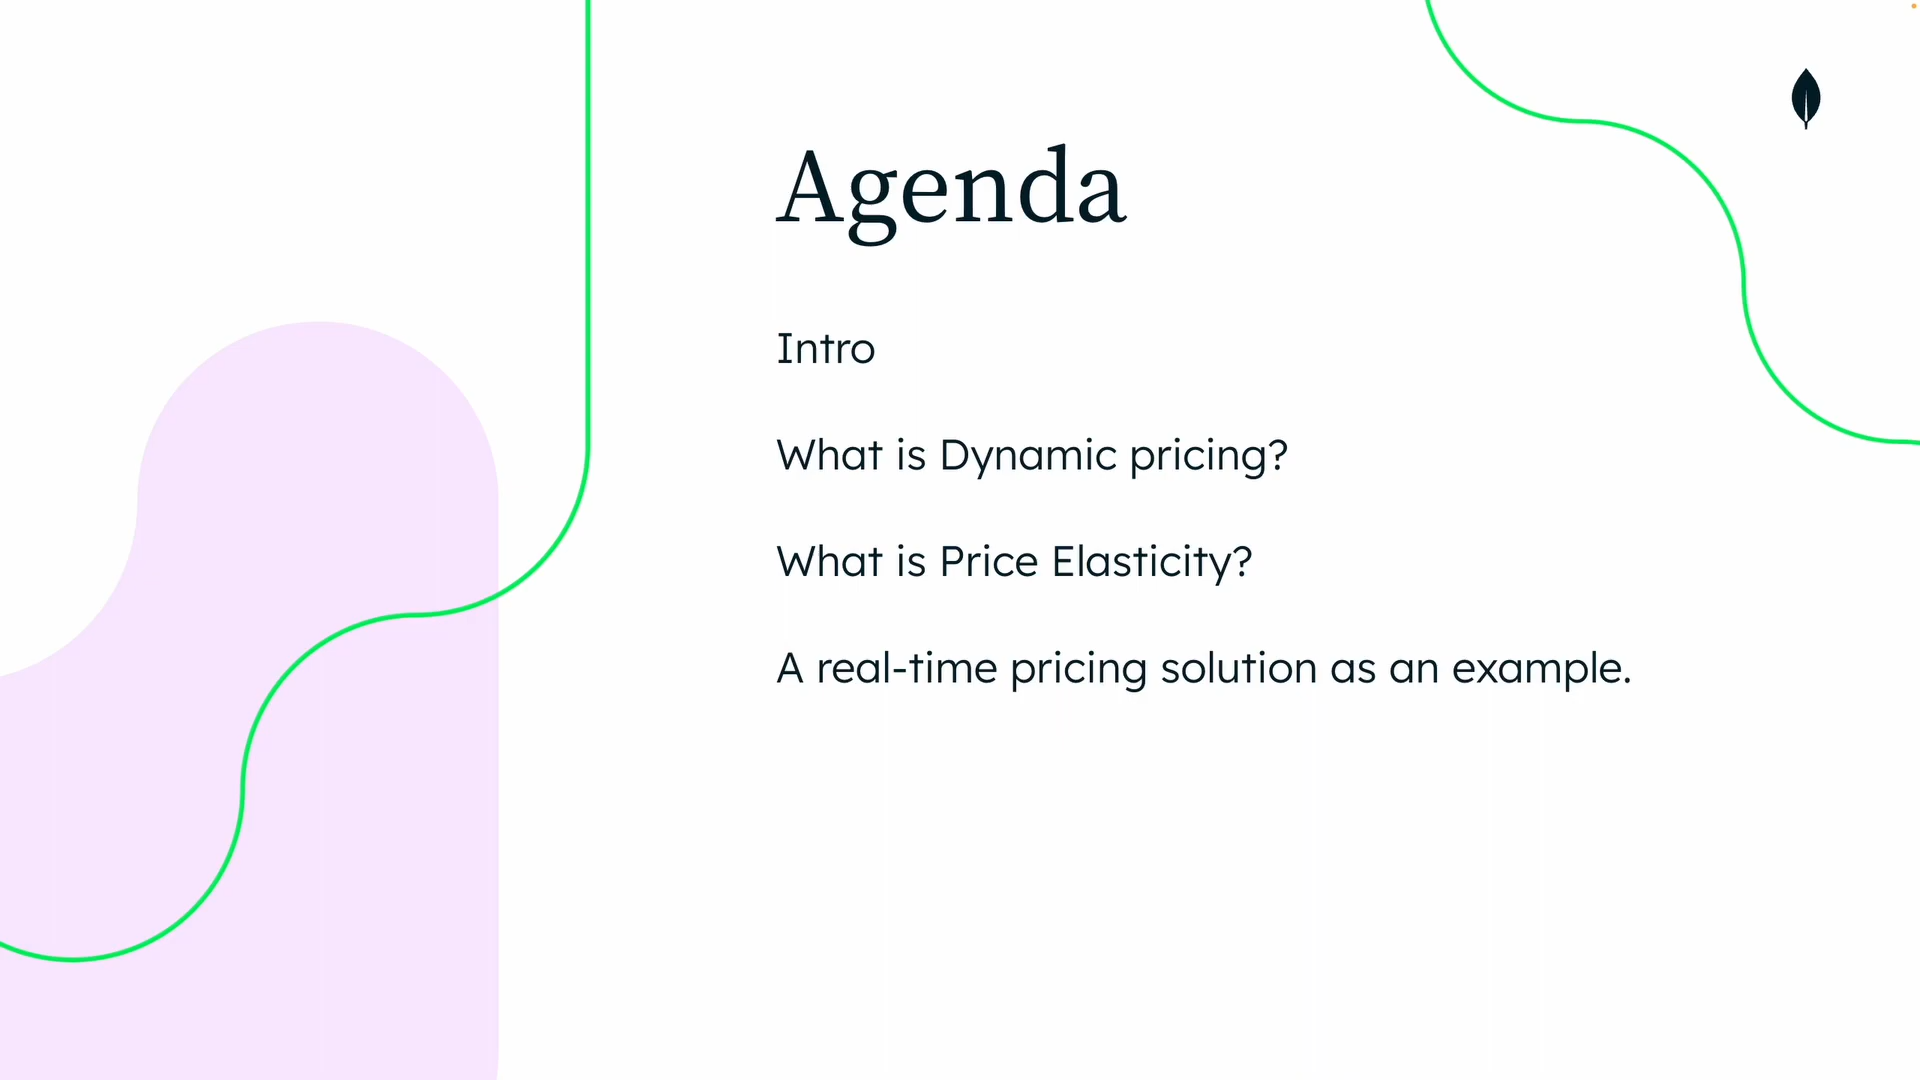 Agenda
Intro
What is Dynamic pricing?
What is Price Elasticity?
A real-time pricing solution as an example.